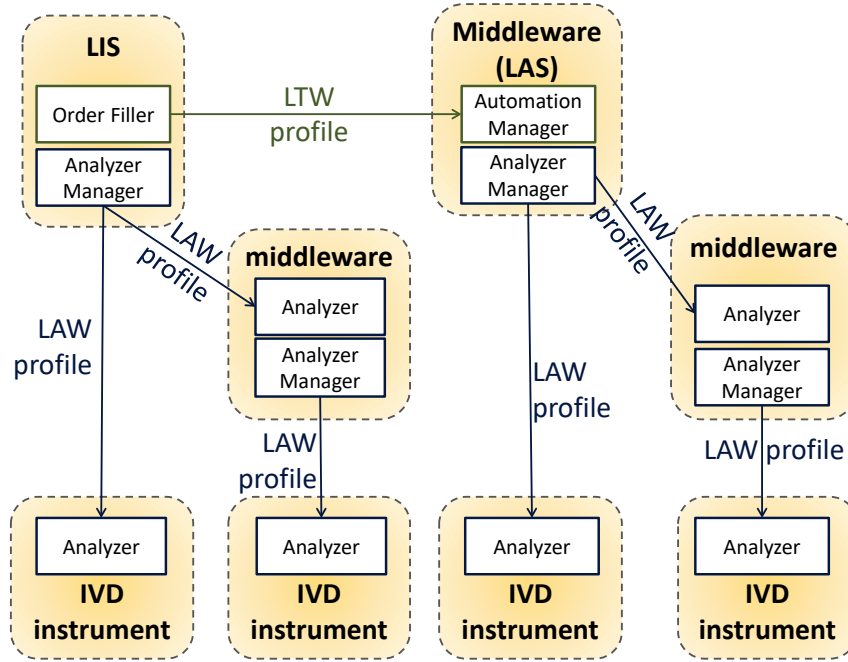 LIS
Order Filler
Analyzer
Manager
LTW
profile
Middleware
(LAS)
Automation
Manager
Analyzer
Manager
LAW
profile
middleware
Analyzer
Analyzer
Manager
LAW
profile
middleware
Analyzer
Analyzer
Manager
LAW
profile
LAW
profile
LAW
profile
LAW profile
Analyzer
IVD
instrument
Analyzer
IVD
instrument
Analyzer
IVD
instrument
Analyzer
IVD
instrument